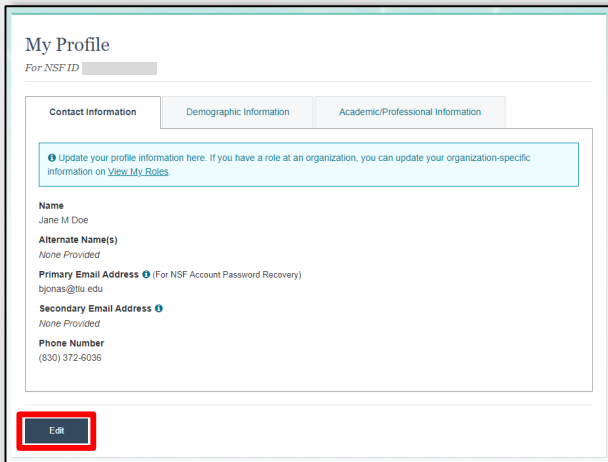 My Profile
For NSF ID
Contact Information Demographic Information Academic/Professional Information
Update your profile information here. If you have a role at an organization, you can update your organization-specific
information on View My Roles.
Name
Jane M Doe
Alternate Name(s)
None Provided
Primary Email Address (For NSF Account Password Recovery)
bjonas@tlu.edu
Secondary Email Address
None Provided
Phone Number
(830) 372-6036
Edit